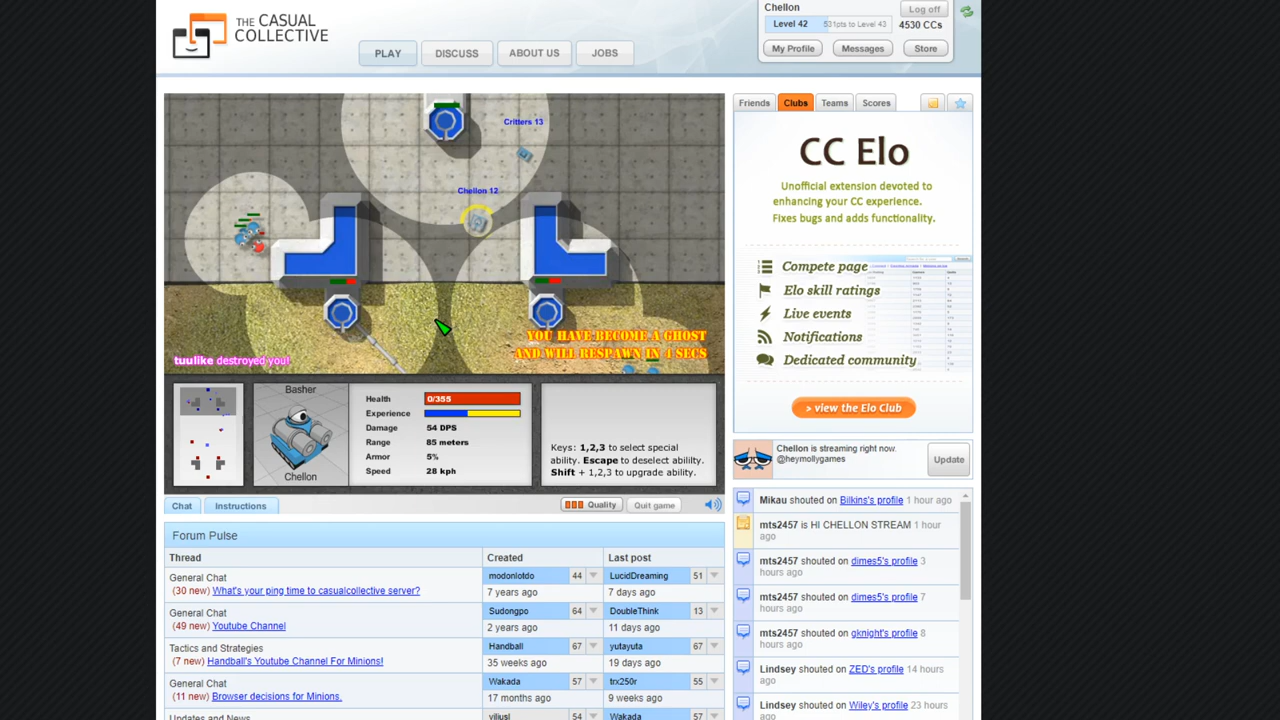 THE CASUAL
COLLECTIVE
PLAY
DISCUSS
ABOUT US
JOBS
Chellon
Log off
Level 42
531pts to Level 43
4530 CCs
My Profile
Messages
Store
Critters 13
Chellon 12
YOU HAVE BECOME A GHOST
AND WILL RESPAWN IN 4 SECS
tuulike destroyed you!
Basher
Chellon
Health 0/355
Experience
Damage 54 DPS
Range 85 meters
Armor 5%
Speed 28 kph
Keys: 1,2,3 to select special
ability. Escape to deselect abililty.
Shift + 1,2,3 to upgrade ability.
Chat
Instructions
Quality
Quit game
Forum Pulse
Thread Created Last post
General Chat modonlotdo 44 LucidDreaming 51
(30 new) What's your ping time to casualcollective server? 7 years ago 7 days ago
General Chat Sudongpo 64 DoubleThink 13
(49 new) Youtube Channel 2 years ago 11 days ago
Tactics and Strategies Handball 67 yutayuta 67
(7 new) Handball's Youtube Channel For Minions! 35 weeks ago 19 days ago
General Chat Wakada 57 trx250r 55
(11 new) Browser decisions for Minions. 17 months ago 9 weeks ago
Updates and News 54 Wakada 57
Friends
Clubs
Teams
Scores
CC Elo
Unofficial extension devoted to
enhancing your CC experience.
Fixes bugs and adds functionality.
Compete page
Elo skill ratings
Live events
Notifications
Dedicated community
> view the Elo Club
Chellon is streaming right now.
@heymollygames
Update
Mikau shouted on Bilkins's profile 1 hour ago
mts2457 is HI CHELLON STREAM 1 hour
ago
mts2457 shouted on dimes5's profile 3
hours ago
mts2457 shouted on dimes5's profile 7
hours ago
mts2457 shouted on gknight's profile 8
hours ago
Lindsey shouted on ZED's profile 14 hours
ago
Lindsey shouted on Wiley's profile 23 hours
ago